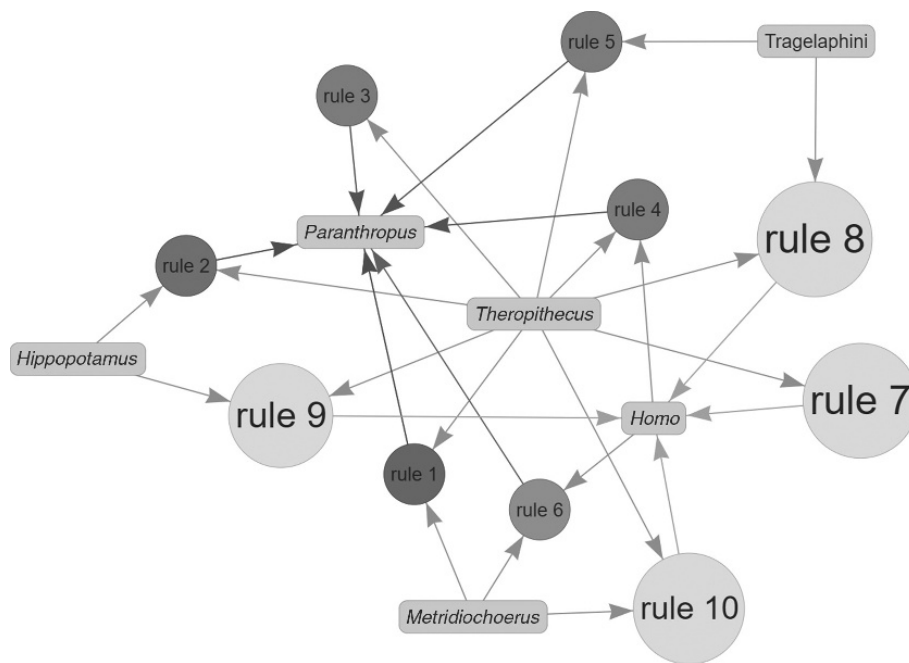 rule 5
Tragelaphini
rule 3
rule 4
Paranthropus
rule 8
rule 2
Theropithecus
Hippopotamus
rule 9
Homo
rule 7
rule 1
rule 6
Metridiochoerus
rule 10